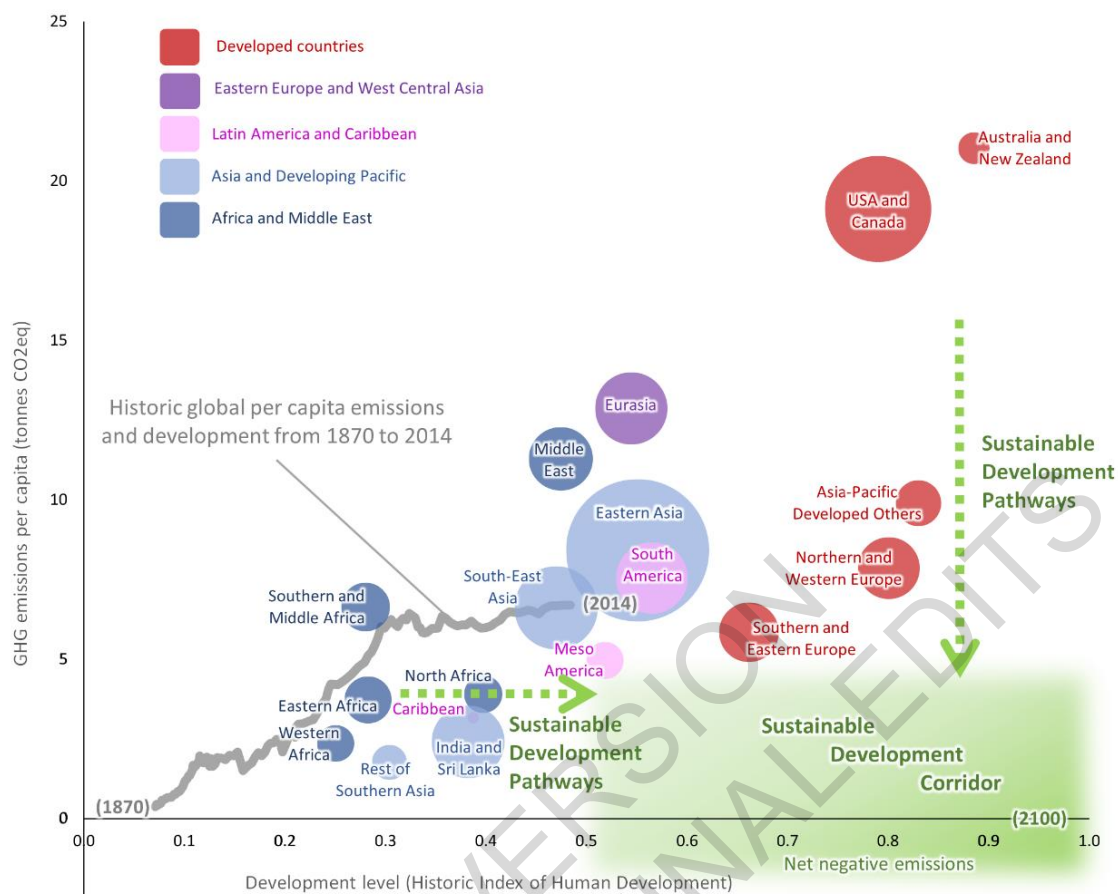 25
20
15
10
5
0
GHG emissions per capita (tonnes CO2eq)
Developed countries
Eastern Europe and West Central Asia
Latin America and Caribbean
Asia and Developing Pacific
Africa and Middle East
Australia and
New Zealand
USA and
Canada
Historic global per capita emissions
and development from 1870 to 2014
Eurasia
Middle
East
Sustainable
Development
Pathways
Asia-Pacific
Developed Others
Eastern Asia
South
America
Northern and
Western Europe
South-East
Asia
(2014)
Southern and
Middle Africa
Southern and
Eastern Europe
Meso
America
North Africa
Eastern Africa
Caribbean
Western
Africa
India and
Sri Lanka
Rest of
Southern Asia
Sustainable
Development
Pathways
Sustainable
Development
Corridor
(1870)
(2100)
0.0 0.1 0.2 0.3 0.4 0.5 0.6 0.7 0.8 0.9 1.0
Net negative emissions
Development level (Historic Index of Human Development)
EDITS